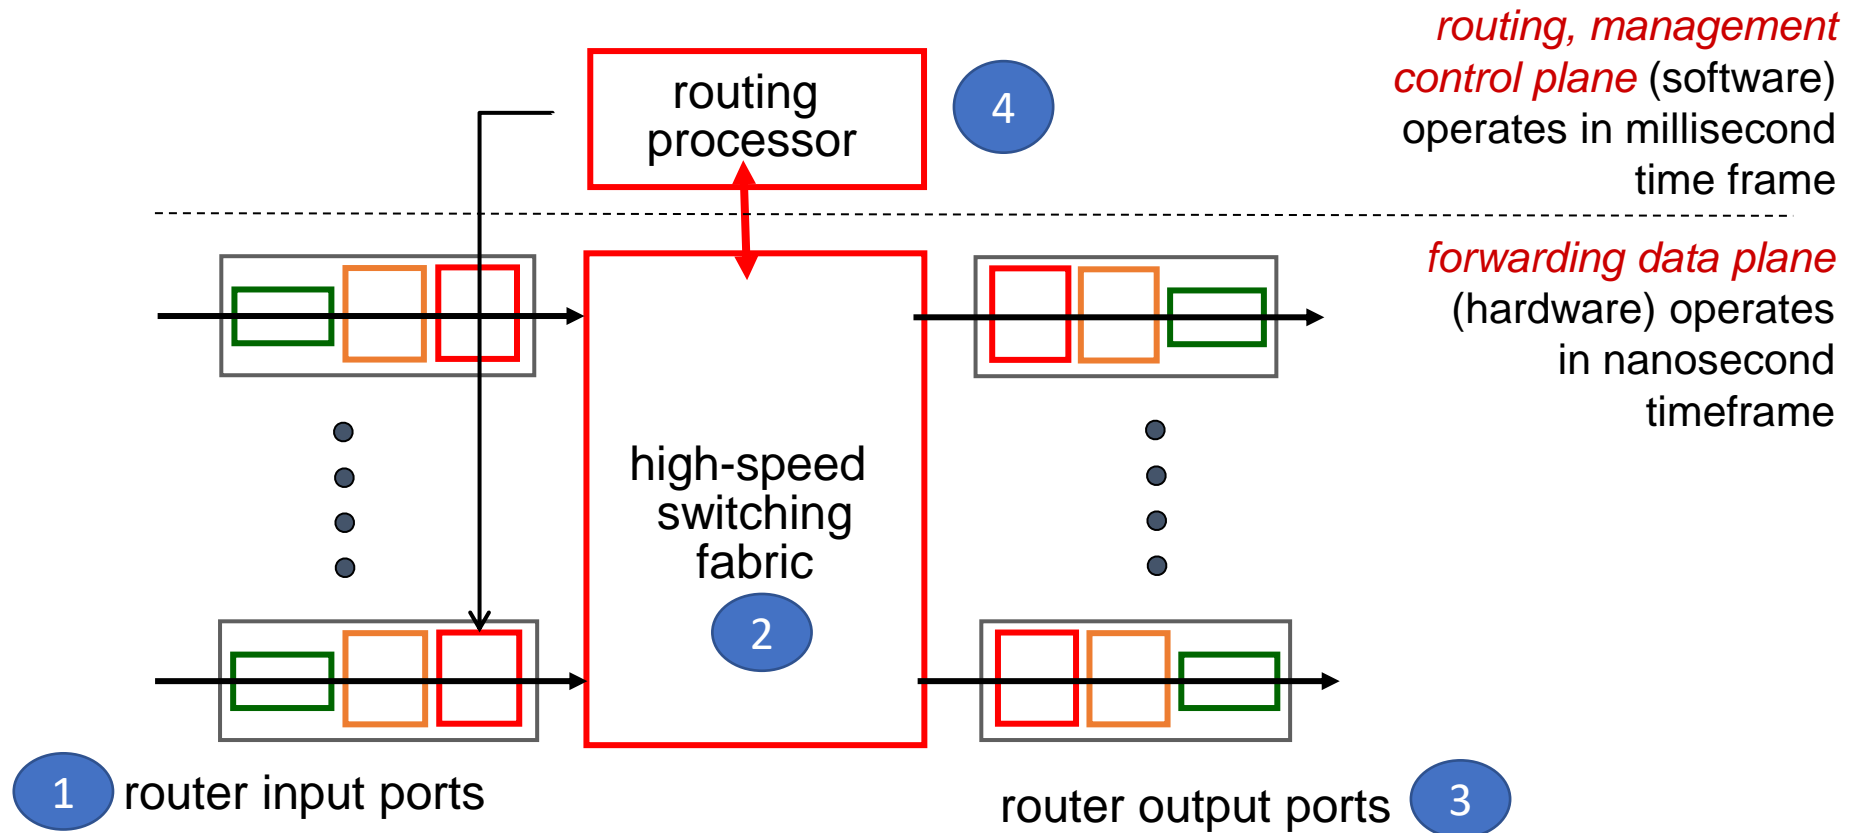 routing, management
control plane (software)
operates in millisecond
time frame
routing
processor
4
forwarding data plane
(hardware) operates
in nanosecond
timeframe
high-speed
switching
fabric
2
1
router input ports
router output ports
3